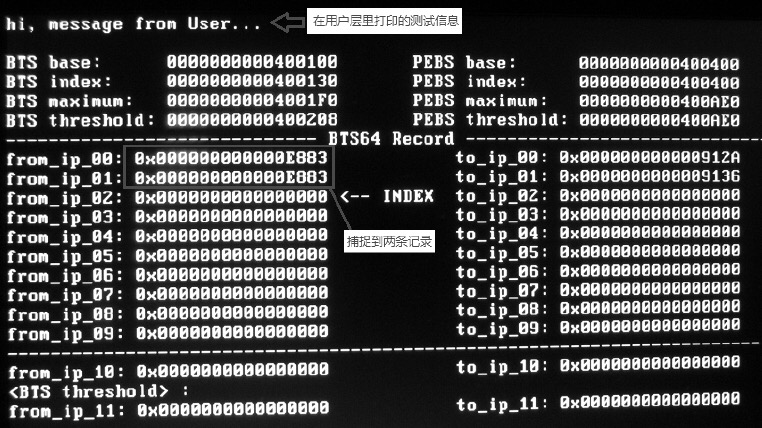 hi, message from User...
在用户层里打印的测试信息
BTS base: 0000000000400100 PEBS base: 0000000000400400
BTS index: 0000000000400130 PEBS index: 0000000000400400
BTS maximum: 00000000004001F0 PEBS maximum: 0000000000400AE0
BTS threshold: 0000000000400208 PEBS threshold: 0000000000400AE0
---------------------------- BTS64 Record ----------------------------
from_ip_00: 0x000000000000E883 to_ip_00: 0x000000000000912A
from_ip_01: 0x000000000000E883 to_ip_01: 0x0000000000009136
from_ip_02: 0x0000000000000000 <-- INDEX to_ip_02: 0x0000000000000000
from_ip_03: 0x0000000000000000 to_ip_03: 0x0000000000000000
from_ip_04: 0x0000000000000000 to_ip_04: 0x0000000000000000
捕捉到两条记录
from_ip_05: 0x0000000000000000 to_ip_05: 0x0000000000000000
from_ip_06: 0x0000000000000000 to_ip_06: 0x0000000000000000
from_ip_07: 0x0000000000000000 to_ip_07: 0x0000000000000000
from_ip_08: 0x0000000000000000 to_ip_08: 0x0000000000000000
from_ip_09: 0x0000000000000000 to_ip_09: 0x0000000000000000
----------------------------------------------------------------------
from_ip_10: 0x0000000000000000 to_ip_10: 0x0000000000000000
<BTS threshold> :
from_ip_11: 0x0000000000000000 to_ip_11: 0x0000000000000000